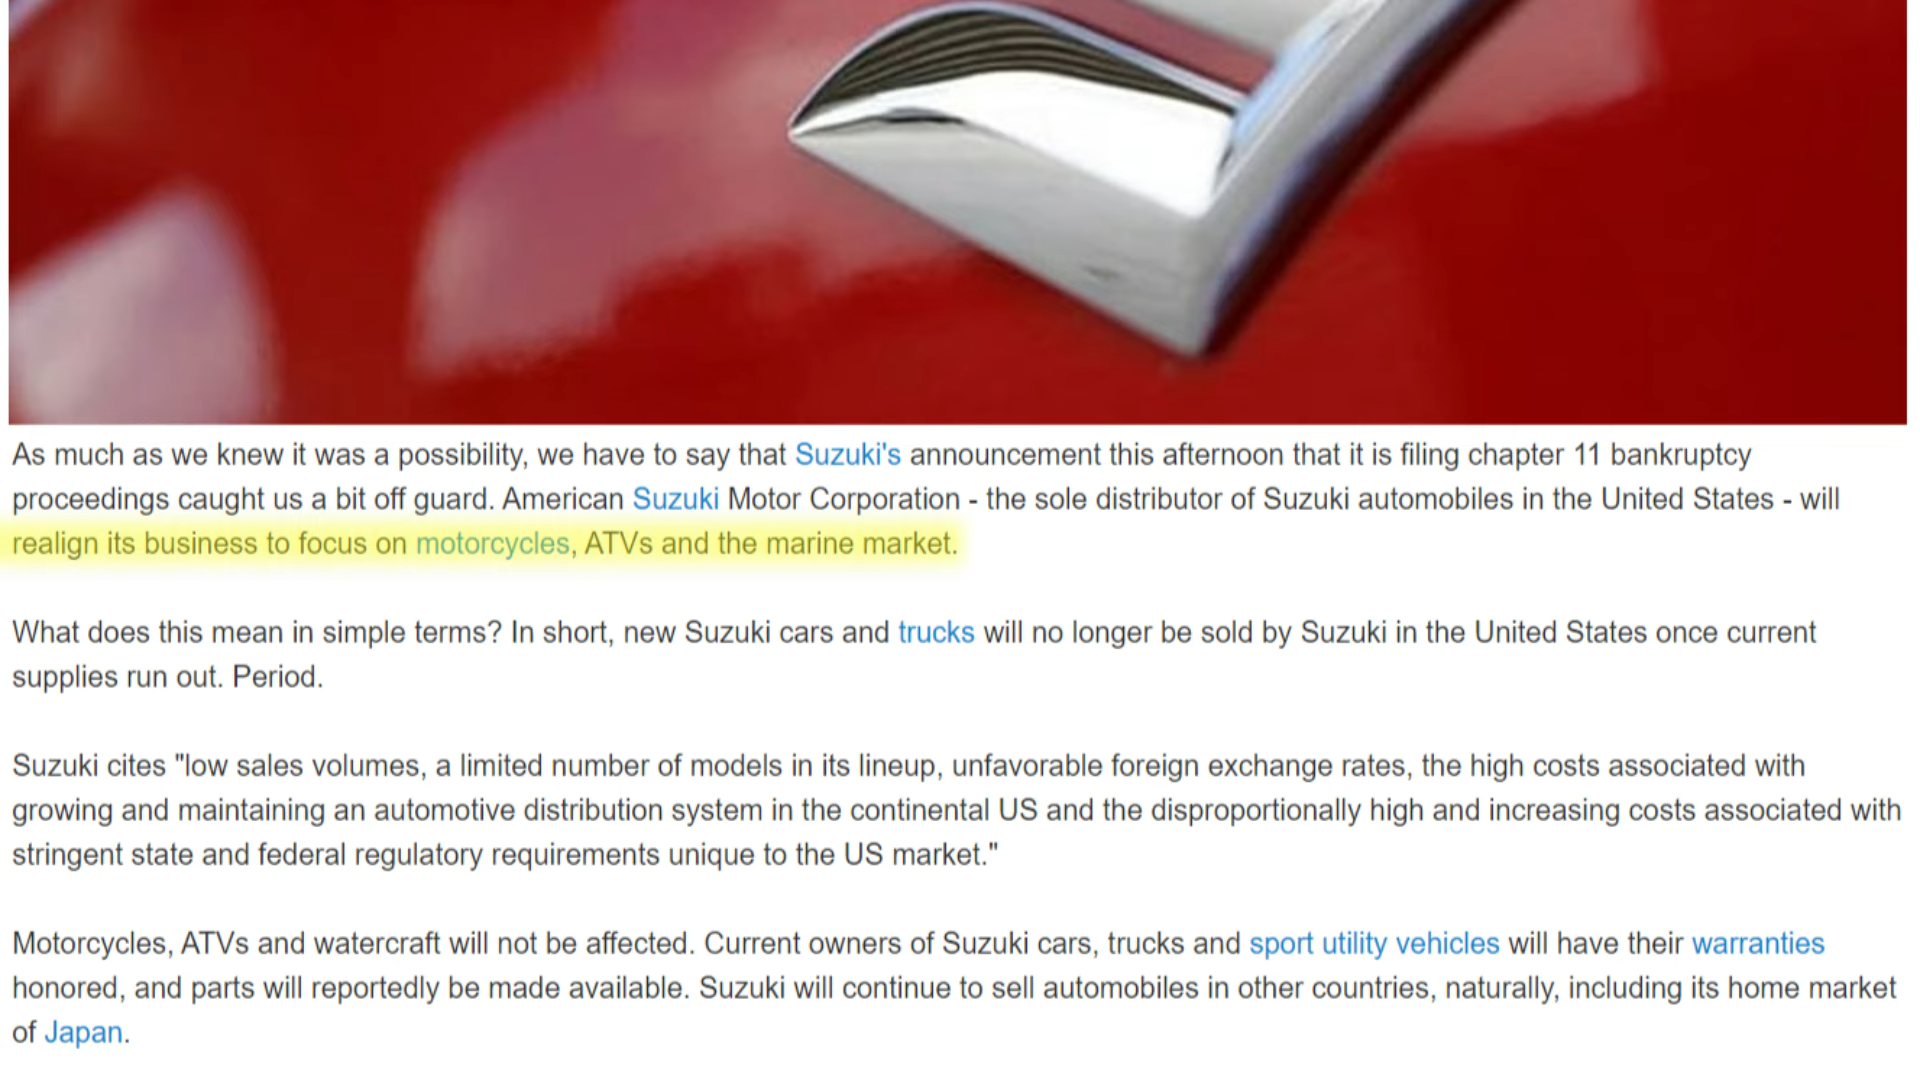 As much as we knew it was a possibility, we have to say that Suzuki's announcement this afternoon that it is filing chapter 11 bankruptcy
proceedings caught us a bit off guard. American Suzuki Motor Corporation - the sole distributor of Suzuki automobiles in the United States - will
realign its business to focus on motorcycles, ATVs and the marine market.
What does this mean in simple terms? In short, new Suzuki cars and trucks will no longer be sold by Suzuki in the United States once current
supplies run out. Period.
Suzuki cites "low sales volumes, a limited number of models in its lineup, unfavorable foreign exchange rates, the high costs associated with
growing and maintaining an automotive distribution system in the continental US and the disproportionally high and increasing costs associated with
stringent state and federal regulatory requirements unique to the US market."
Motorcycles, ATVs and watercraft will not be affected. Current owners of Suzuki cars, trucks and sport utility vehicles will have their warranties
honored, and parts will reportedly be made available. Suzuki will continue to sell automobiles in other countries, naturally, including its home market
of Japan.